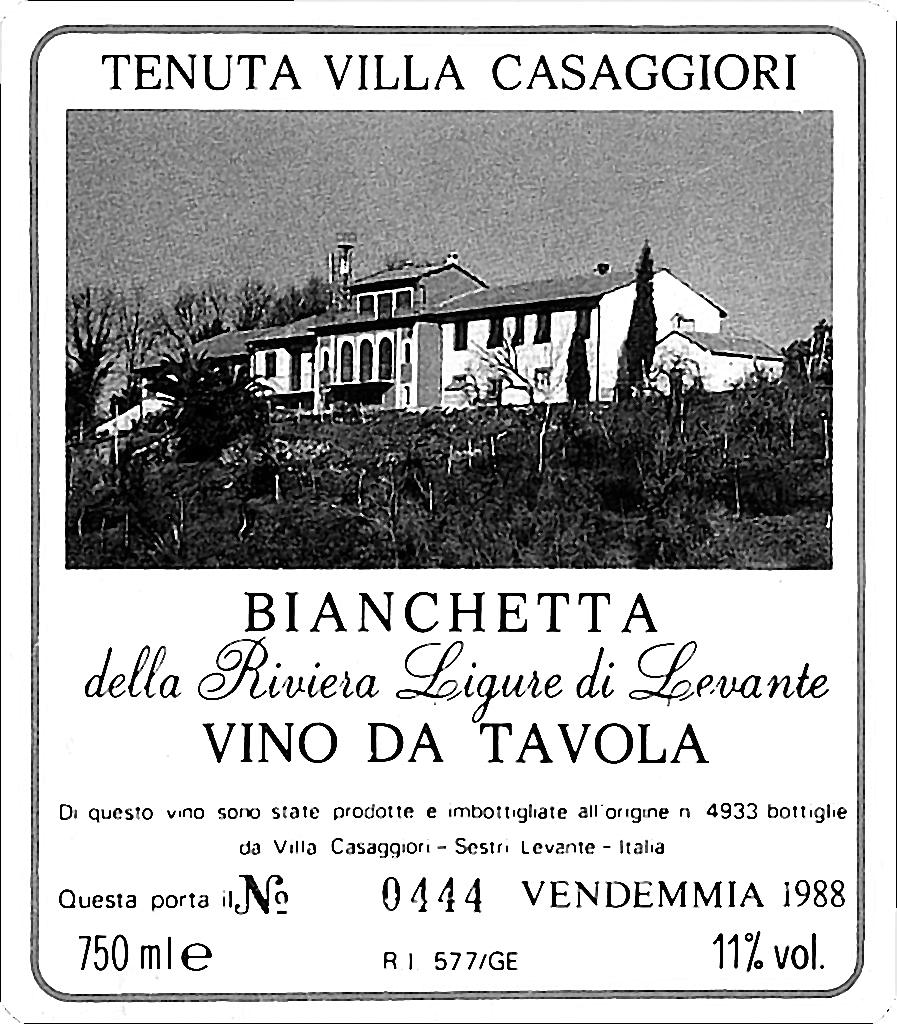 TENUTA VILLA CASAGGIORI
BIANCHETTA
della Riviera Ligure di Levante
VINO DA TAVOLA
Di questo vino sono state prodotte e imbottigliate all'origine n 4933 bottiglie
da Villa Casaggiori - Sestri Levante - Italia
Questa porta il No 0444 VENDEMMIA 1988
750 ml e RI 577/GE 11% vol.